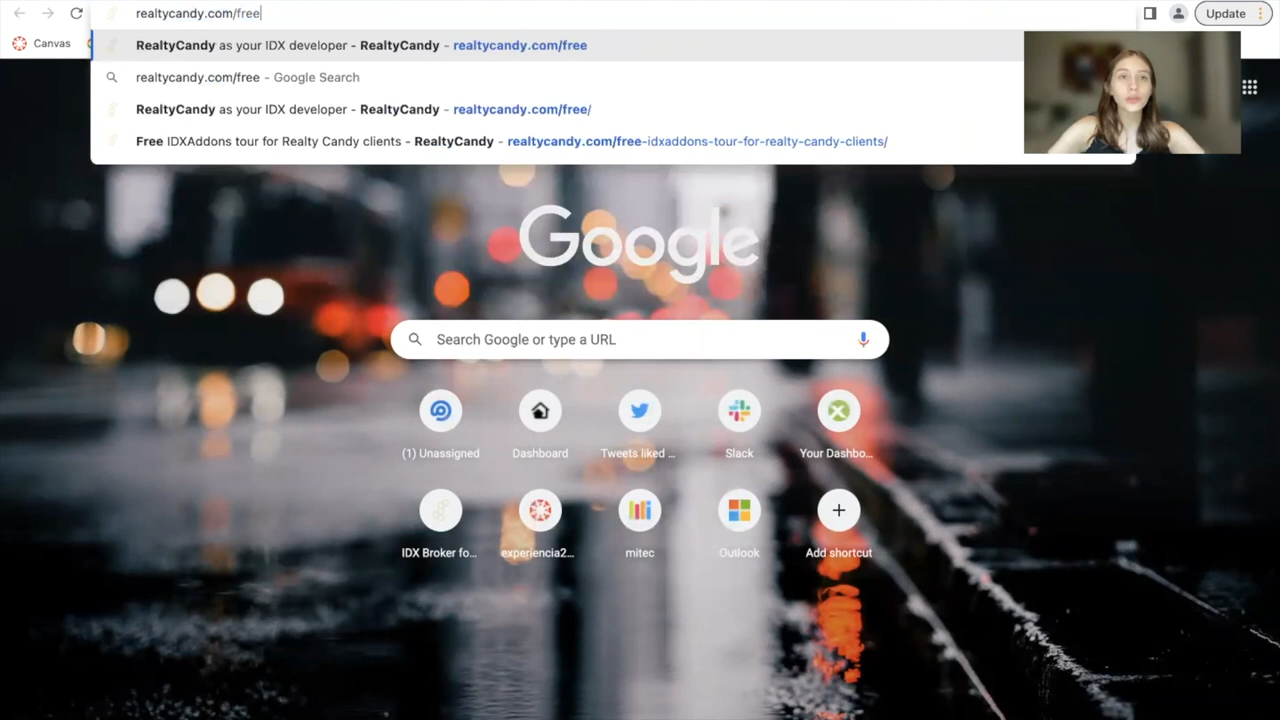 realtycandy.com/free
Update
Canvas
RealtyCandy as your IDX developer - RealtyCandy - realtycandy.com/free
realtycandy.com/free - Google Search
RealtyCandy as your IDX developer - RealtyCandy - realtycandy.com/free/
Free IDXAddons tour for Realty Candy clients - RealtyCandy - realtycandy.com/free-idxaddons-tour-for-realty-candy-clients/
Google
Search Google or type a URL
(1) Unassigned
Dashboard
Tweets liked ...
Slack
Your Dashbo...
IDX Broker fo...
experiencia2...
mitec
Outlook
Add shortcut